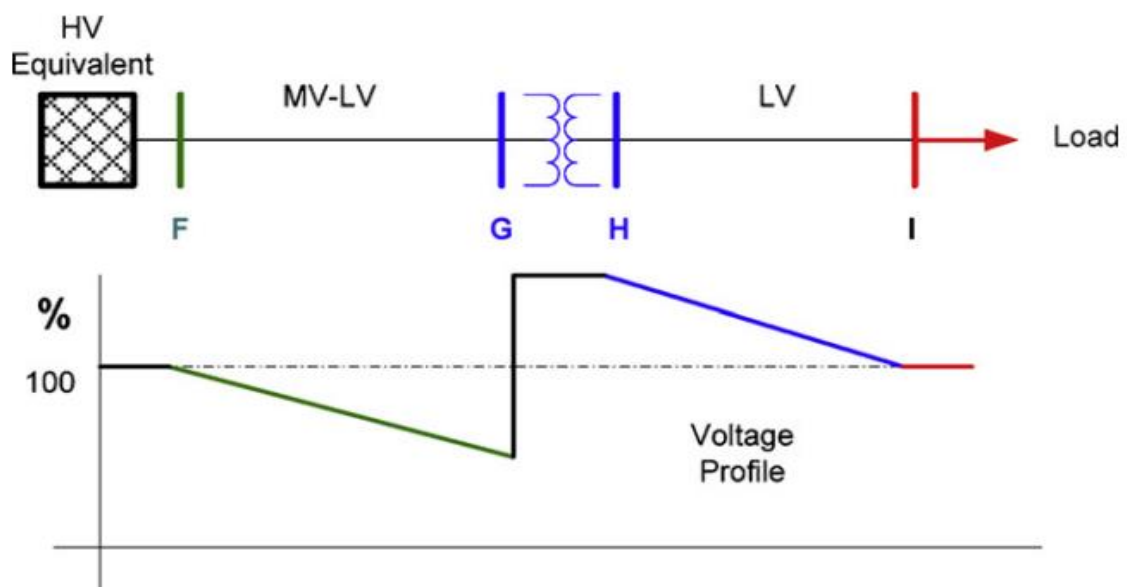 HV
Equivalent
MV-LV
LV
Load
F
G
H
I
%
100
Voltage
Profile